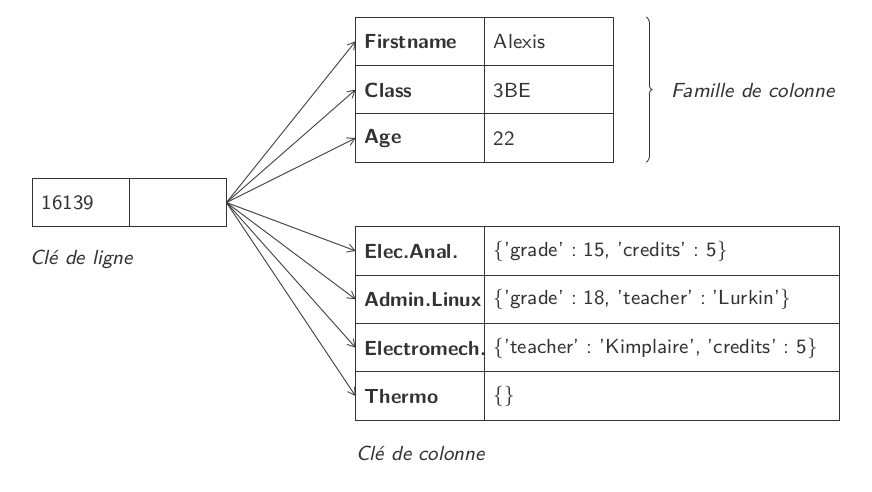 Firstname Alexis
Class 3BE
Famille de colonne
Age 22
16139
Clé de ligne
Elec.Anal. {'grade' : 15, 'credits' : 5}
Admin.Linux {'grade' : 18, 'teacher' : 'Lurkin'}
Electromech. {'teacher' : 'Kimplaire', 'credits' : 5}
Thermo {}
Clé de colonne